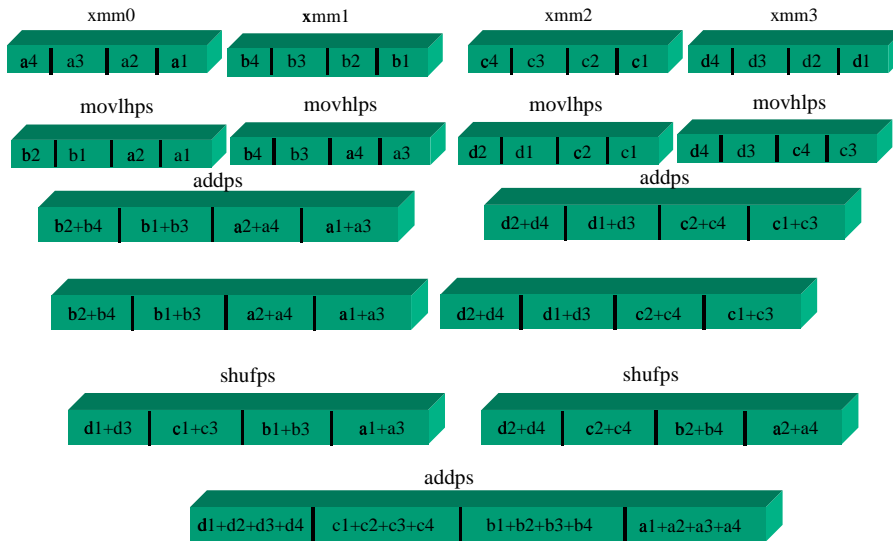 xmm0 xmm1 xmm2 xmm3
a4 a3 a2 a1 b4 b3 b2 b1 c4 c3 c2 c1 d4 d3 d2 d1
movlhps movhlps movlhps movhlps
b2 b1 a2 a1 b4 b3 a4 a3 d2 d1 c2 c1 d4 d3 c4 c3
addps addps
b2+b4 b1+b3 a2+a4 a1+a3 d2+d4 d1+d3 c2+c4 c1+c3
b2+b4 b1+b3 a2+a4 a1+a3 d2+d4 d1+d3 c2+c4 c1+c3
shufps shufps
d1+d3 c1+c3 b1+b3 a1+a3 d2+d4 c2+c4 b2+b4 a2+a4
addps
d1+d2+d3+d4 c1+c2+c3+c4 b1+b2+b3+b4 a1+a2+a3+a4